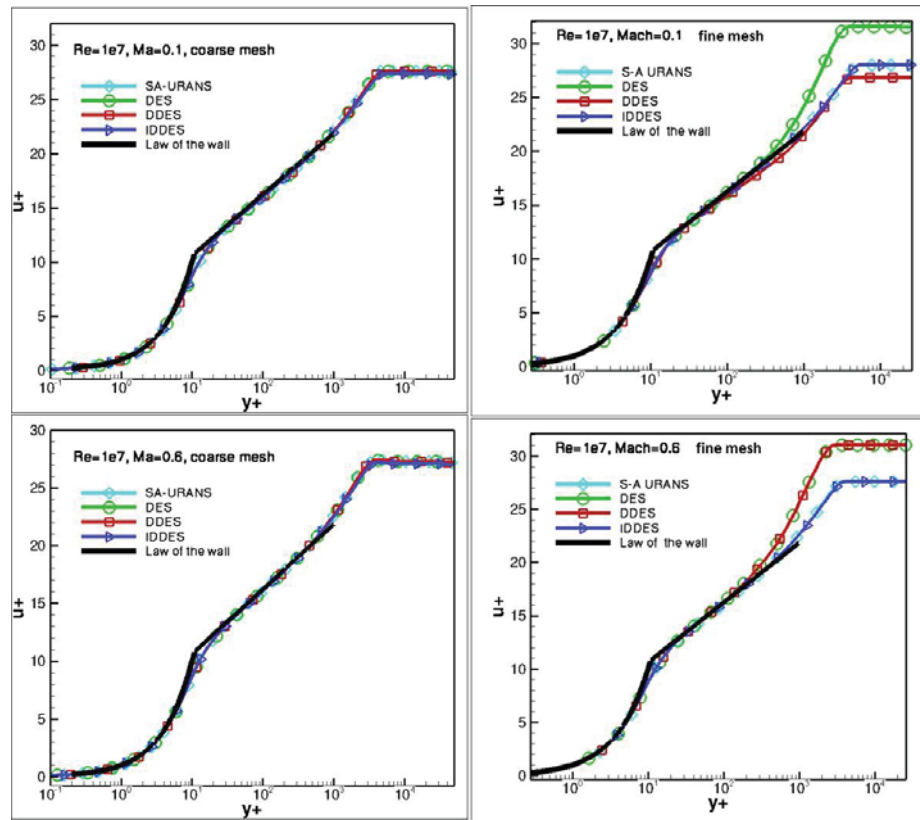 Re=1e7, Ma=0.1, coarse mesh
SA-URANS
DES
DDES
IDDES
Law of the wall
u+
30
25
20
15
10
5
0
10-1 100 101 102 103 104
y+
Re=1e7, Mach=0.1 fine mesh
S-A URANS
DES
DDES
IDDES
Law of the wall
u+
30
25
20
15
10
5
0
100 101 102 103 104
y+
Re=1e7, Ma=0.6, coarse mesh
SA-URANS
DES
DDES
IDDES
Law of the wall
u+
30
25
20
15
10
5
0
10-1 100 101 102 103 104
y+
Re=1e7, Mach=0.6 fine mesh
S-A URANS
DES
DDES
IDDES
Law of the wall
u+
30
25
20
15
10
5
0
100 101 102 103 104
y+